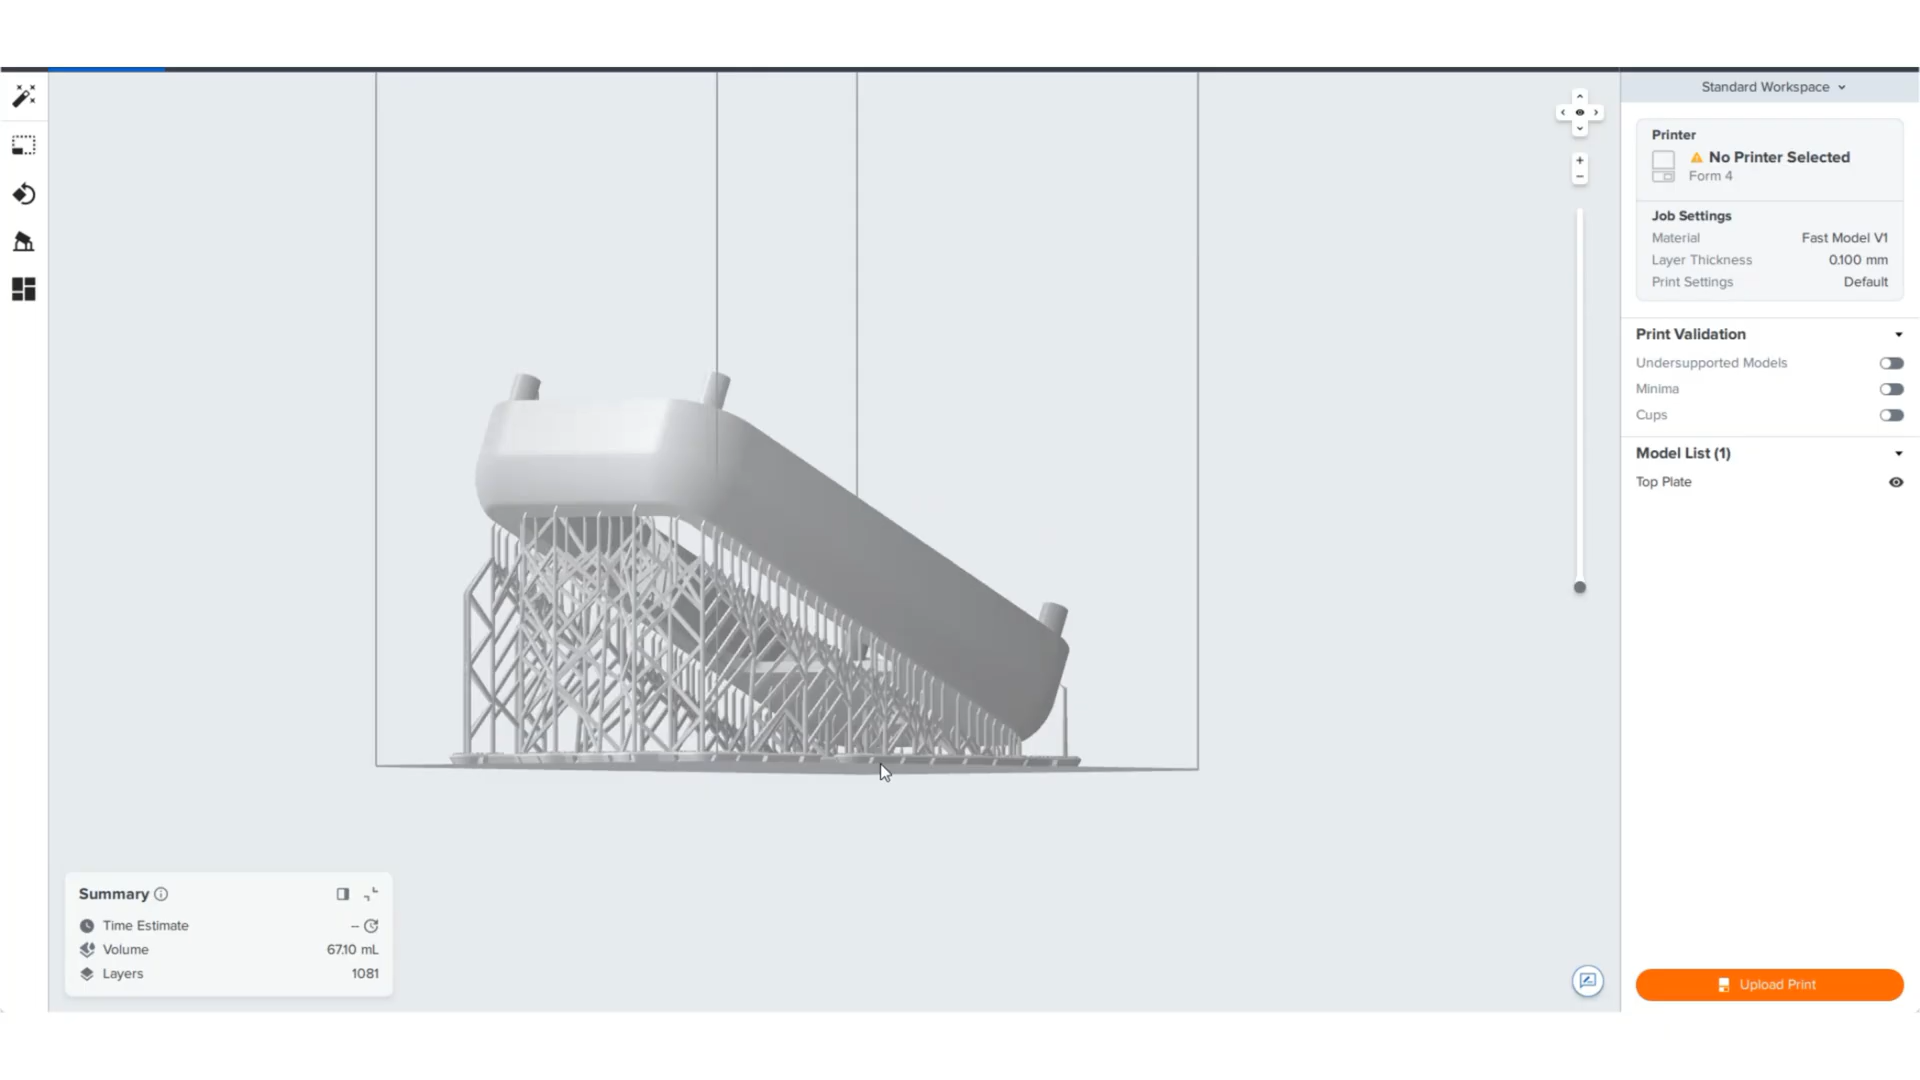 Standard Workspace
Printer
No Printer Selected
Form 4
Job Settings
Material Fast Model V1
Layer Thickness 0.100 mm
Print Settings Default
Print Validation
Undersupported Models
Minima
Cups
Model List (1)
Top Plate
Summary
Time Estimate --
Volume 67.10 mL
Layers 1081
Upload Print